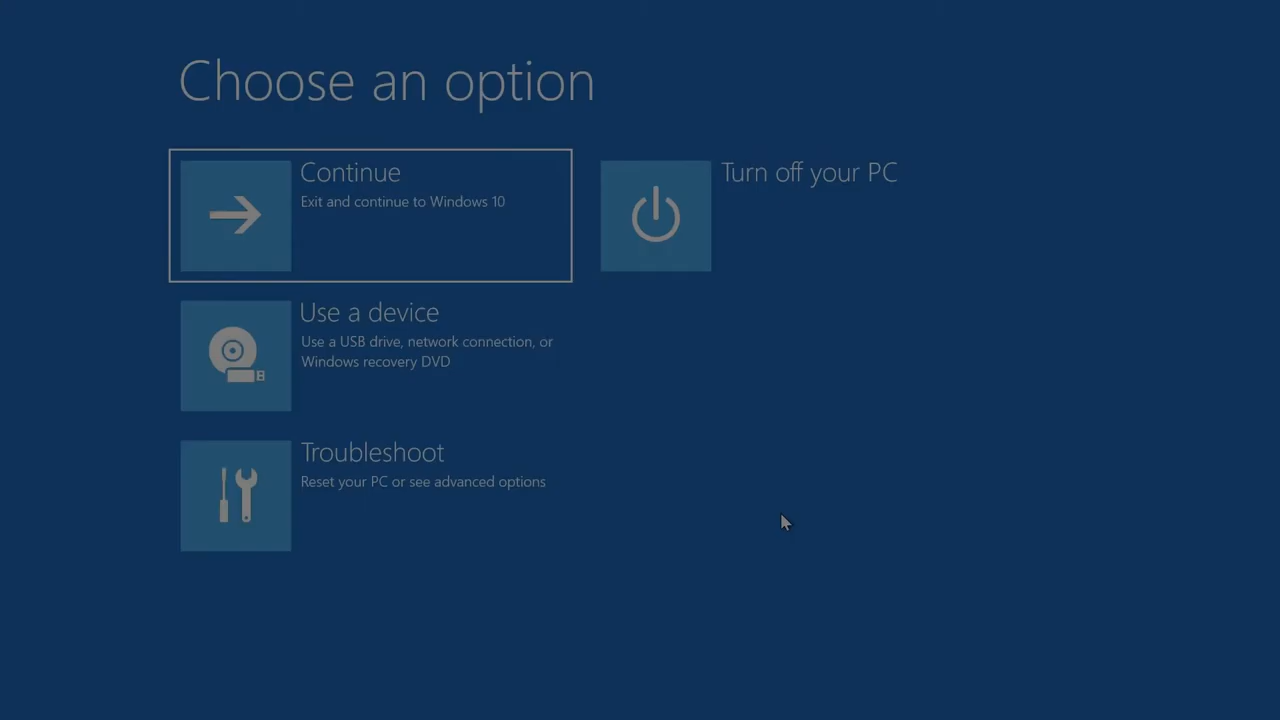 Choose an option
Continue
Exit and continue to Windows 10
Turn off your PC
Use a device
Use a USB drive, network connection, or
Windows recovery DVD
Troubleshoot
Reset your PC or see advanced options